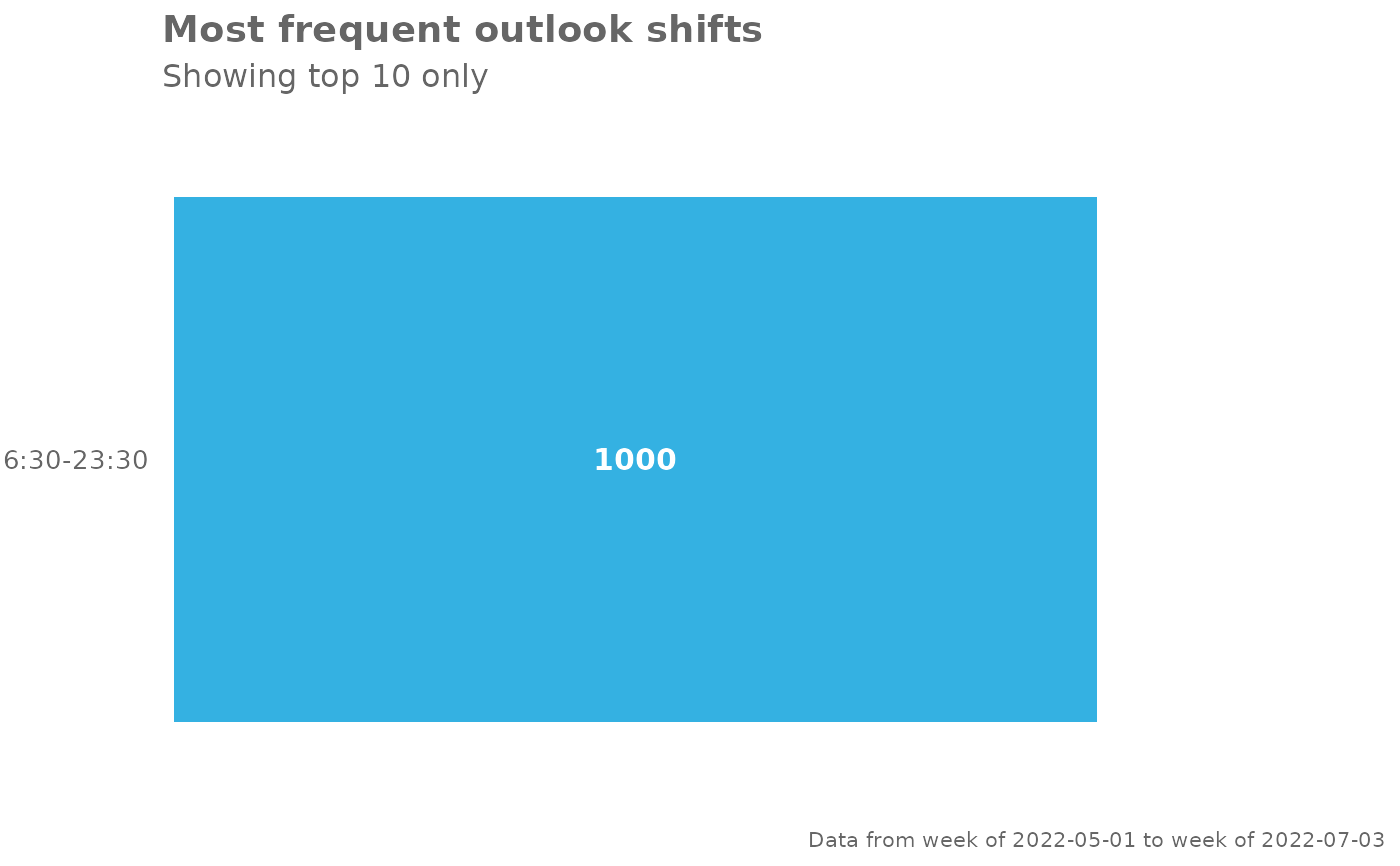 Most frequent outlook shifts
Showing top 10 only
6:30-23:30
1000
Data from week of 2022-05-01 to week of 2022-07-03